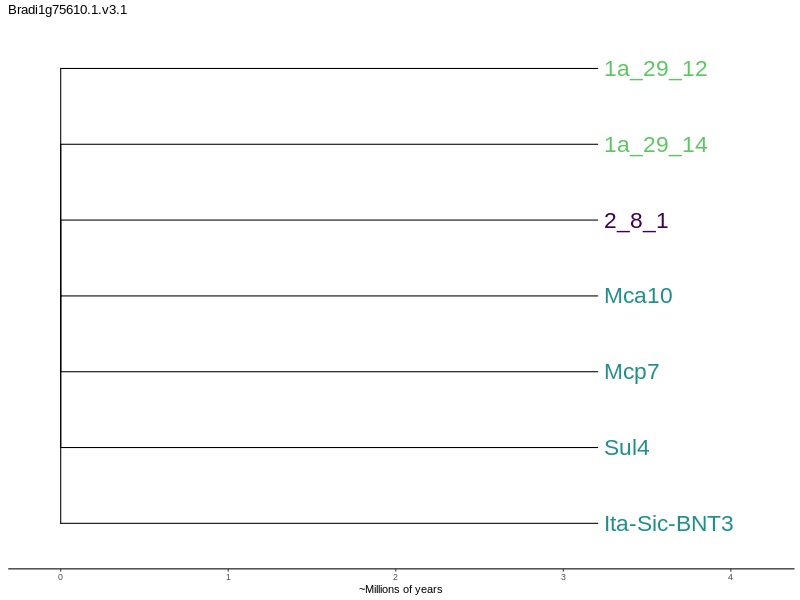 Bradi1g75610.1.v3.1
1a_29_12
1a_29_14
2_8_1
Mca10
Mcp7
Sul4
Ita-Sic-BNT3
0 1 2 3 4
~Millions of years